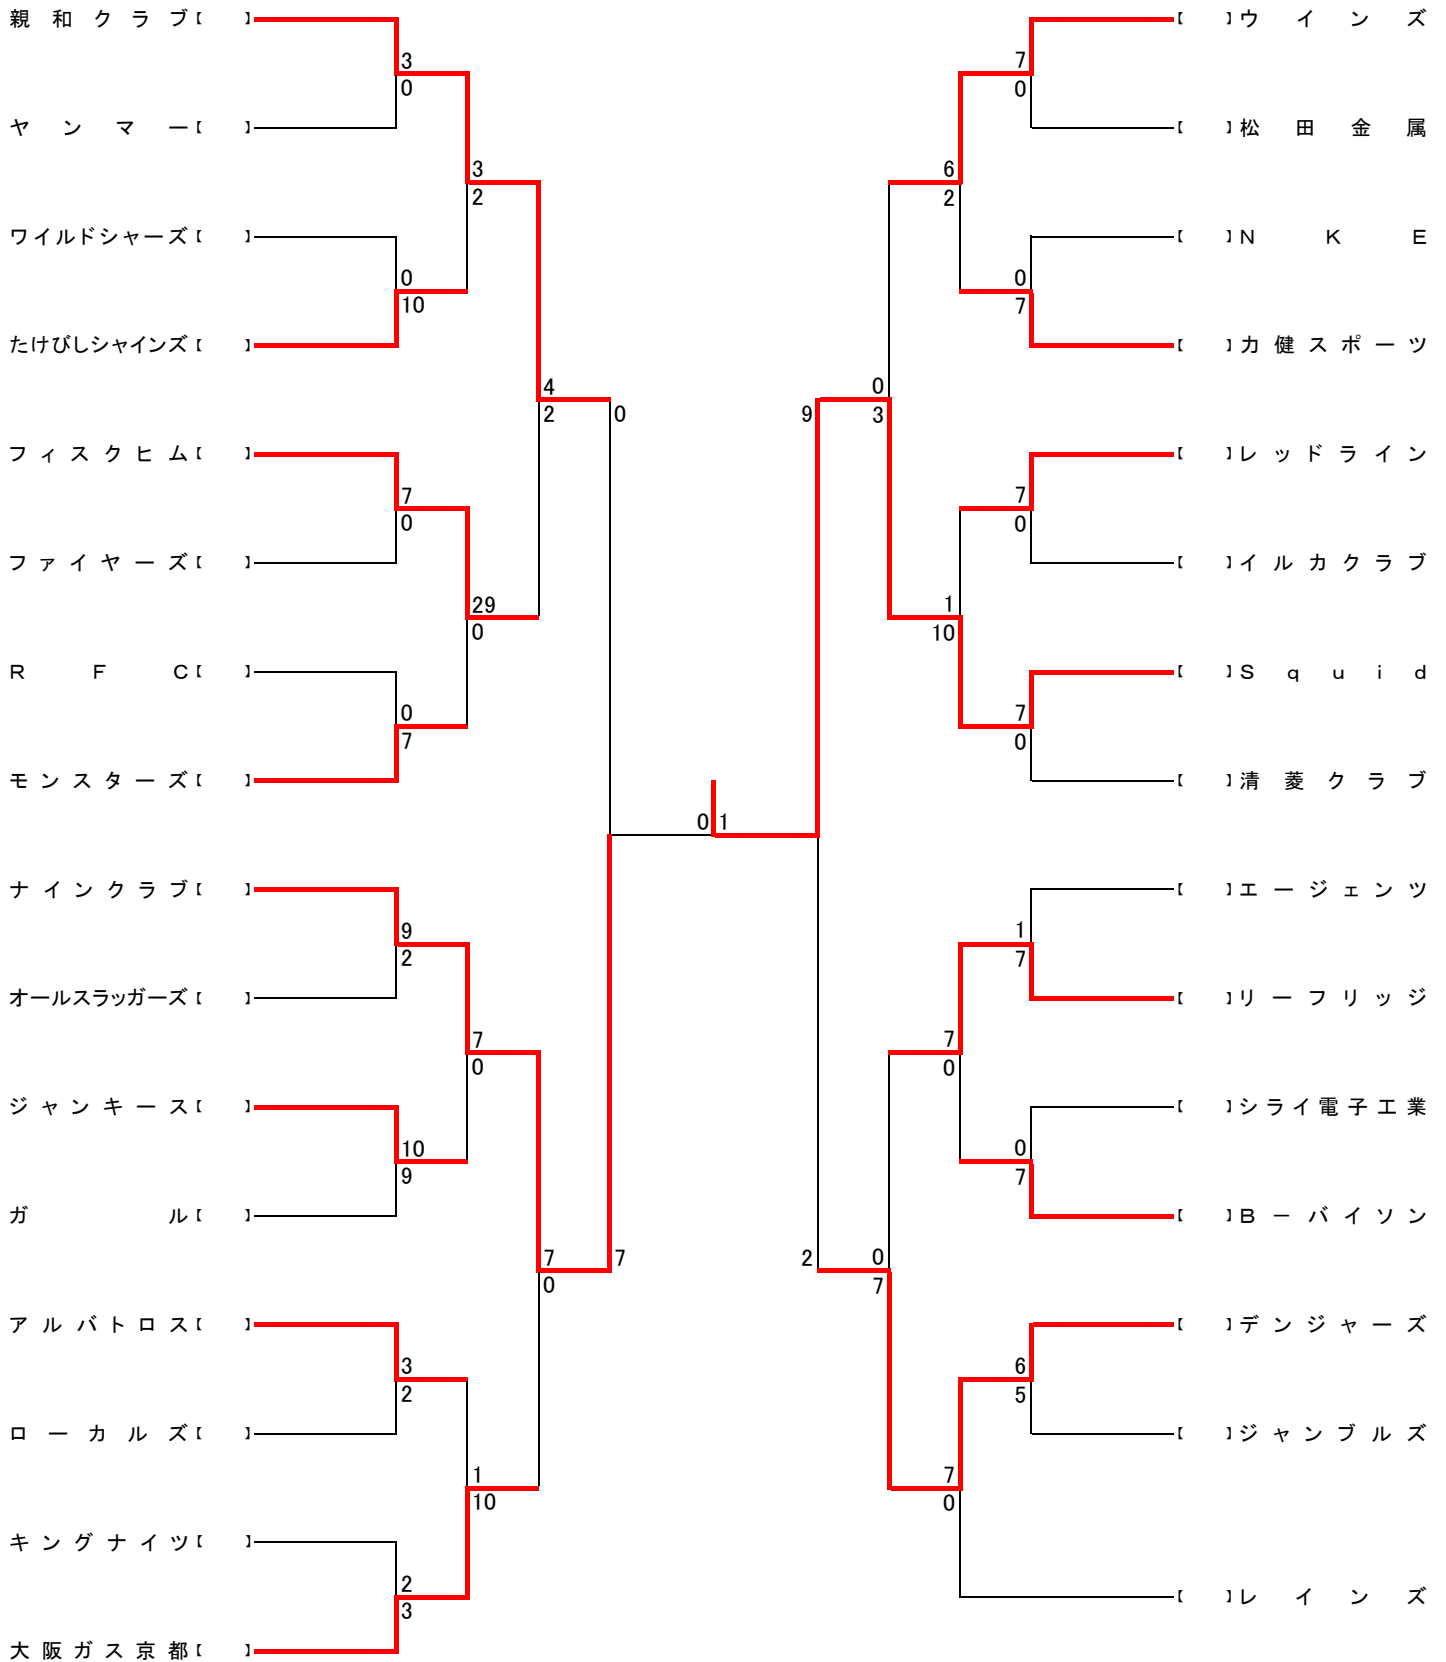 親和クラブ【　】
3
0
ヤンマー【　】
3
2
ワイルドシャーズ【　】
0
10
たけびしシャインズ【　】
4
2
0
フィスクヒム【　】
7
0
ファイヤーズ【　】
29
0
RFC【　】
0
7
モンスターズ【　】
0 1
ナインクラブ【　】
9
2
オールスラッガーズ【　】
7
0
ジャンキース【　】
10
9
ガル【　】
7
0
7
アルバトロス【　】
3
2
ローカルズ【　】
1
10
キングナイツ【　】
2
3
大阪ガス京都【　】
【　】ウインズ
7
0
【　】松田金属
6
2
【　】NKE
0
7
【　】力健スポーツ
9
0
3
【　】レッドライン
7
0
【　】イルカクラブ
1
10
【　】Squid
7
0
【　】清菱クラブ
【　】エージェンツ
1
7
【　】リーフリッジ
7
0
【　】シライ電子工業
0
7
【　】B－バイソン
2
0
7
【　】デンジャーズ
6
5
【　】ジャンブルズ
7
0
【　】レインズ